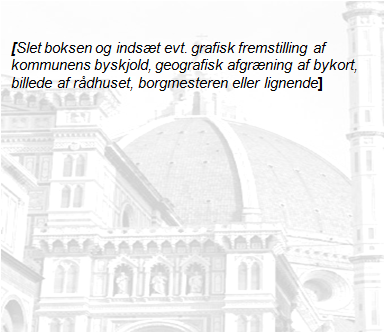 [Slet boksen og indsæt evt. grafisk fremstilling af
kommunens byskjold, geografisk afgræning af bykort,
billede af rådhuset, borgmesteren eller lignende]